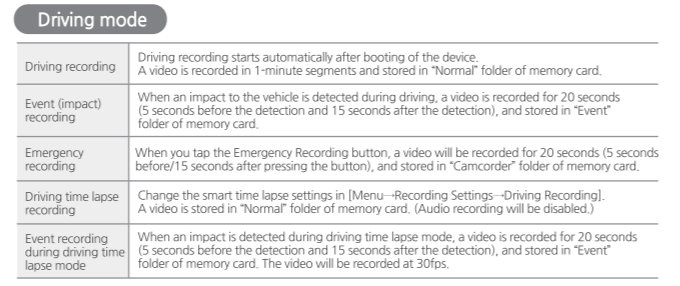 Driving mode
Driving recording
Driving recording starts automatically after booting of the device.
A video is recorded in 1-minute segments and stored in “Normal” folder of memory card.
Event (impact)
recording
When an impact to the vehicle is detected during driving, a video is recorded for 20 seconds
(5 seconds before the detection and 15 seconds after the detection), and stored in “Event”
folder of memory card.
Emergency
recording
When you tap the Emergency Recording button, a video will be recorded for 20 seconds (5 seconds
before/15 seconds after pressing the button), and stored in “Camcorder” folder of memory card.
Driving time lapse
recording
Change the smart time lapse settings in [Menu→Recording Settings→Driving Recording].
A video is stored in “Normal” folder of memory card. (Audio recording will be disabled.)
Event recording
during driving time
lapse mode
When an impact is detected during driving time lapse mode, a video is recorded for 20 seconds
(5 seconds before the detection and 15 seconds after the detection), and stored in “Event”
folder of memory card. The video will be recorded at 30fps.